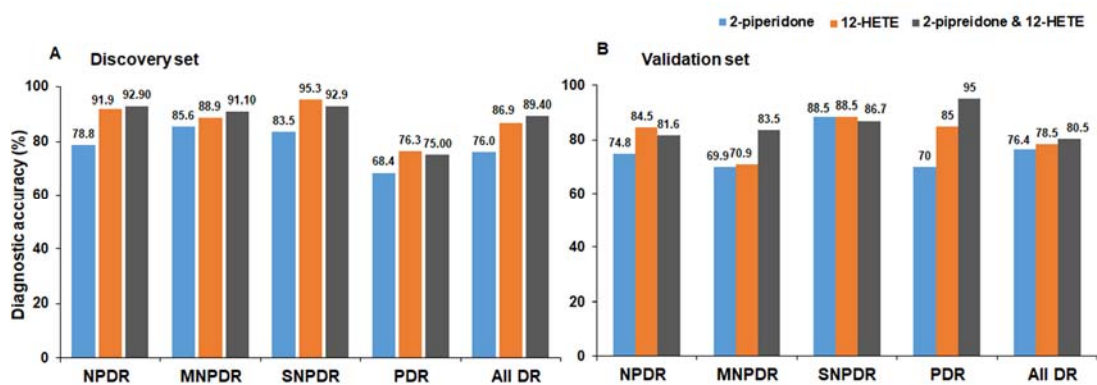 2-piperidone 12-HETE 2-pipreidone & 12-HETE
A Discovery set
B Validation set
Diagnostic accuracy (%)
100
80
60
40
20
0
78.8 91.9 92.90 85.6 88.9 91.10 83.5 95.3 92.9 68.4 76.3 75.00 76.0 86.9 89.40
NPDR MNPDR SNPDR PDR All DR
100
80
60
40
20
0
74.8 84.5 81.6 69.9 70.9 83.5 88.5 88.5 86.7 70 85 95 76.4 78.5 80.5
NPDR MNPDR SNPDR PDR All DR